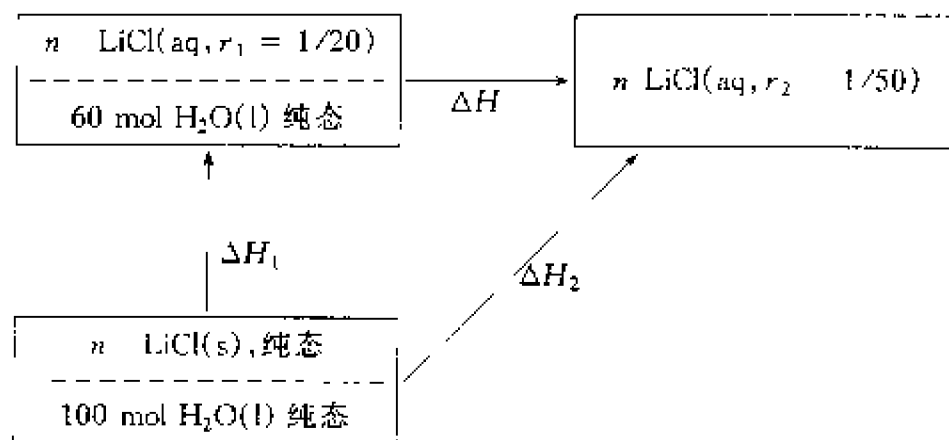 n LiCl(aq, r₁ = 1/20)
60 mol H₂O(l) 纯态
ΔH
n LiCl(aq, r₂ 1/50)
ΔH₁
ΔH₂
n LiCl(s),纯态
100 mol H₂O(l) 纯态